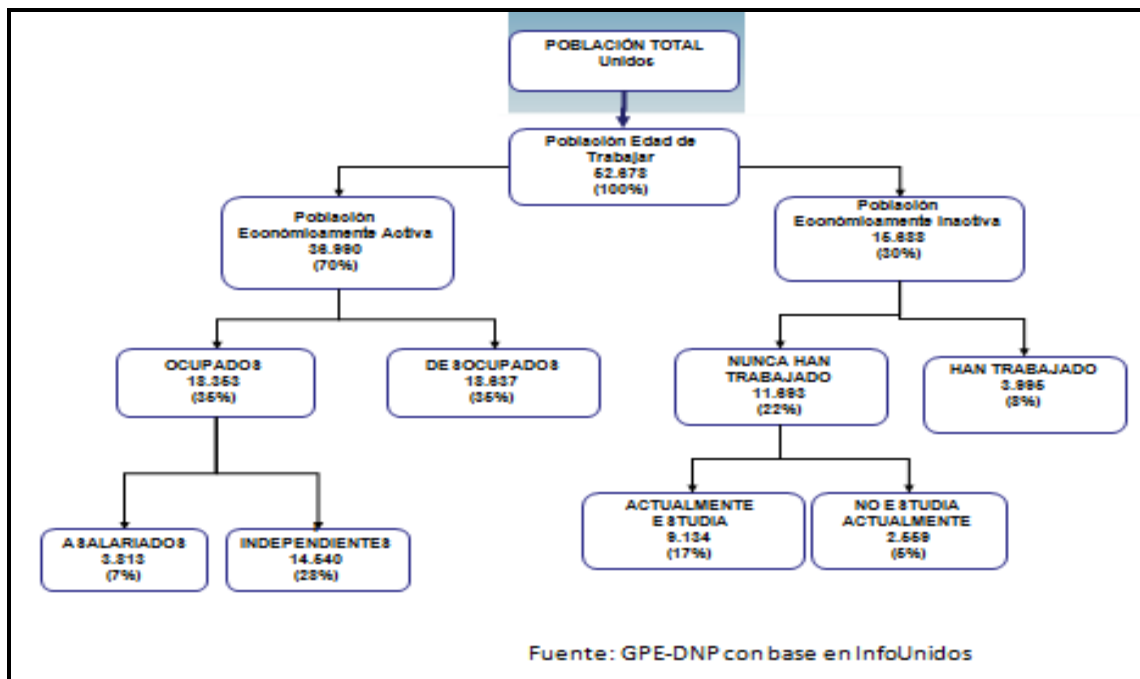 POBLACIÓN TOTAL
Unidos
Población Edad de
Trabajar
52.678
(100%)
Población
Económicamente Activa
36.990
(70%)
Población
Económicamente Inactiva
15.688
(30%)
OCUPADOS
18.353
(35%)
DESOCUPADOS
18.637
(35%)
NUNCA HAN
TRABAJADO
11.693
(22%)
HAN TRABAJADO
3.995
(8%)
ASALARIADOS
3.813
(7%)
INDEPENDIENTES
14.540
(28%)
ACTUALMENTE
ESTUDIA
9.134
(17%)
NO ESTUDIA
ACTUALMENTE
2.559
(5%)
Fuente: GPE-DNP con base en InfoUnidos